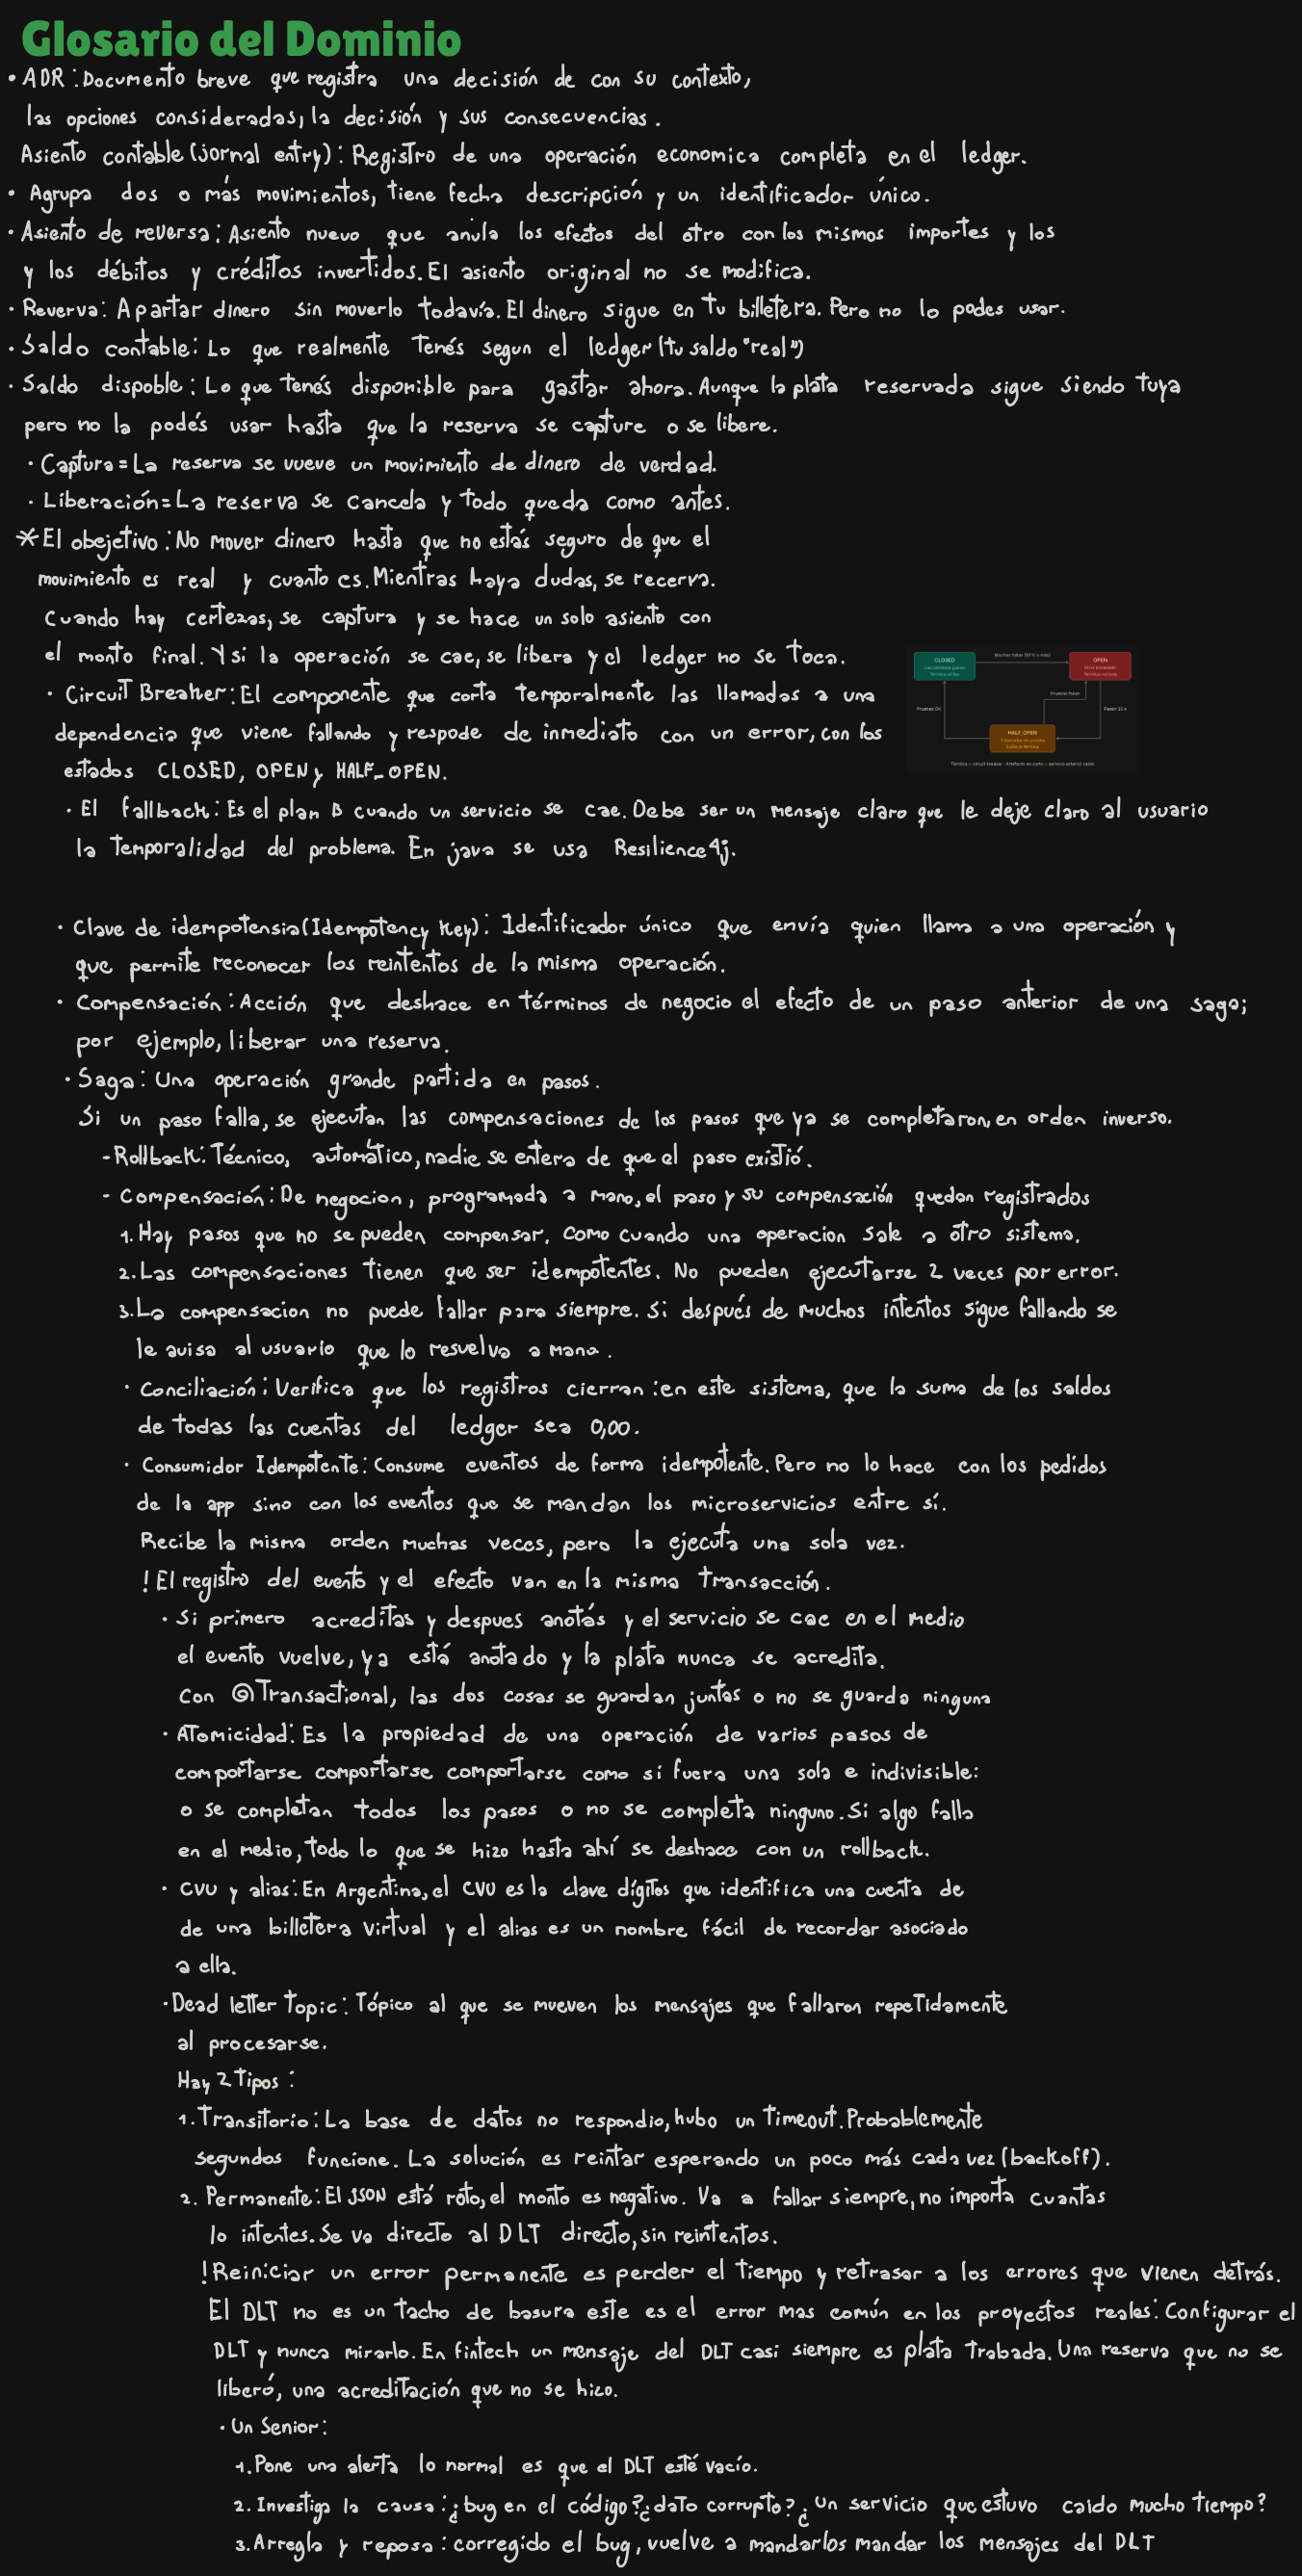 Glosario del Dominio
• ADR: Documento breve que registra una decisión de con su contexto,
las opciones consideradas, la decisión y sus consecuencias.
Asiento contable (jornal entry): Registro de una operación economica completa en el ledger.
• Agrupa dos o más movimientos, tiene fecha descripción y un identificador único.
• Asiento de reversa: Asiento nuevo que anula los efectos del otro con los mismos importes y los
y los débitos y créditos invertidos. El asiento original no se modifica.
• Reverva: Apartar dinero sin moverlo todavía. El dinero sigue en tu billetera. Pero no lo podes usar.
• Saldo contable: Lo que realmente tenés segun el ledger (tu saldo "real")
• Saldo dispoble: Lo que tenés disponible para gastar ahora. Aunque la plata reservada sigue siendo tuya
pero no la podés usar hasta que la reserva se capture o se libere.
• Captura = La reserva se vueve un movimiento de dinero de verdad.
• Liberación = La reserva se cancela y todo queda como antes.
* El obejetivo: No mover dinero hasta que no estás seguro de que el
movimiento es real y cuanto es. Mientras haya dudas, se recerva.
Cuando hay certezas, se captura y se hace un solo asiento con
el monto final. Y si la operación se cae, se libera y el ledger no se toca.
• Circuit Breaker: El componente que corta temporalmente las llamadas a una
dependencia que viene fallando y respode de inmediato con un error, con los
estados CLOSED, OPEN y HALF_OPEN.
CLOSED
Muchas fallas (50% o más)
OPEN
Pruebas fallan
Pruebas OK
Pasan 30 s
HALF_OPEN
• El fallback: Es el plan B cuando un servicio se cae. Debe ser un mensaje claro que le deje claro al usuario
la temporalidad del problema. En java se usa Resilience4j.
• Clave de idempotensia (Idempotency Key): Identificador único que envía quien llama a una operación y
que permite reconocer los reintentos de la misma operación.
• Compensación: Acción que deshace en términos de negocio el efecto de un paso anterior de una saga;
por ejemplo, liberar una reserva.
• Saga: Una operación grande partida en pasos.
Si un paso falla, se ejecutan las compensaciones de los pasos que ya se completaron, en orden inverso.
- Rollback: Técnico, automático, nadie se entera de que el paso existió.
- Compensación: De negocion, programada a mano, el paso y su compensación quedan registrados
1. Hay pasos que no se pueden compensar. Como cuando una operacion sale a otro sistema.
2. Las compensaciones tienen que ser idempotentes. No pueden ejecutarse 2 veces por error.
3. La compensacion no puede fallar para siempre. Si después de muchos intentos sigue fallando se
le avisa al usuario que lo resuelva a mano.
• Conciliación: Verifica que los registros cierran: en este sistema, que la suma de los saldos
de todas las cuentas del ledger sea 0,00.
• Consumidor Idempotente: Consume eventos de forma idempotente. Pero no lo hace con los pedidos
de la app sino con los eventos que se mandan los microservicios entre sí.
Recibe la misma orden muchas veces, pero la ejecuta una sola vez.
! El registro del evento y el efecto van en la misma transacción.
• Si primero acreditas y despues anotás y el servicio se cae en el medio
el evento vuelve, ya está anotado y la plata nunca se acredita.
Con @Transactional, las dos cosas se guardan juntas o no se guarda ninguna
• Atomicidad: Es la propiedad de una operación de varios pasos de
comportarse comportarse comportarse como si fuera una sola e indivisible:
o se completan todos los pasos o no se completa ninguno. Si algo falla
en el medio, todo lo que se hizo hasta ahí se deshace con un rollback.
• CVU y alias: En Argentina, el CVU es la clave dígitos que identifica una cuenta de
de una billetera virtual y el alias es un nombre fácil de recordar asociado
a ella.
• Dead letter topic: Tópico al que se mueven los mensajes que fallaron repetidamente
al procesarse.
Hay 2 tipos:
1. Transitorio: La base de datos no respondio, hubo un timeout. Probablemente
segundos funcione. La solución es reintar esperando un poco más cada vez (backoff).
2. Permanente: El JSON está roto, el monto es negativo. Va a fallar siempre, no importa cuantas
lo intentes. Se va directo al DLT directo, sin reintentos.
! Reiniciar un error permanente es perder el tiempo y retrasar a los errores que vienen detrás.
El DLT no es un tacho de basura este es el error mas común en los proyectos reales: Configurar el
DLT y nunca mirarlo. En fintech un mensaje del DLT casi siempre es plata trabada. Una reserva que no se
liberó, una acreditación que no se hizo.
• Un Senior:
1. Pone una alerta lo normal es que el DLT esté vacío.
2. Investiga la causa: ¿bug en el código? ¿dato corrupto? ¿un servicio que estuvo caido mucho tiempo?
3. Arregla y reposa: corregido el bug, vuelve a mandarlos mandar los mensajes del DLT